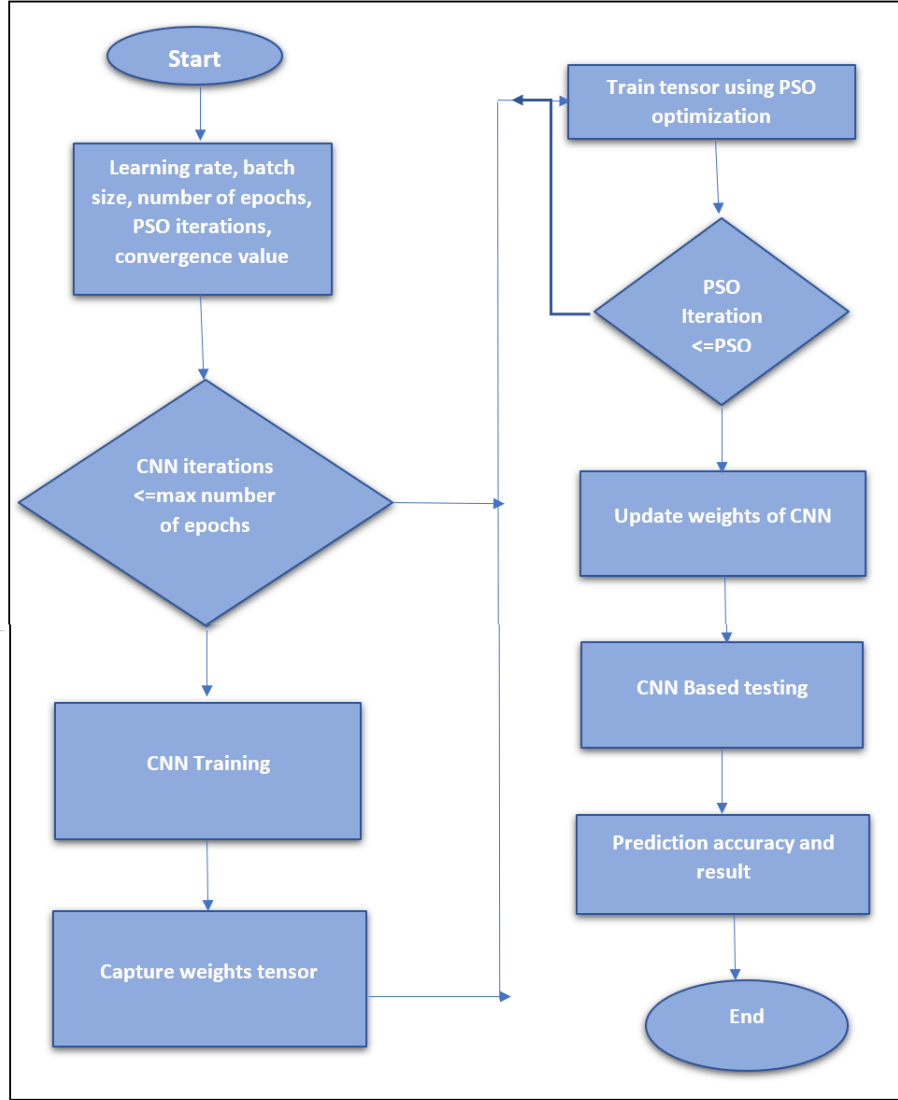 Start
Learning rate, batch
size, number of epochs,
PSO iterations,
convergence value
CNN iterations
<=max number
of epochs
CNN Training
Capture weights tensor
Train tensor using PSO
optimization
PSO
Iteration
<=PSO
Update weights of CNN
CNN Based testing
Prediction accuracy and
result
End